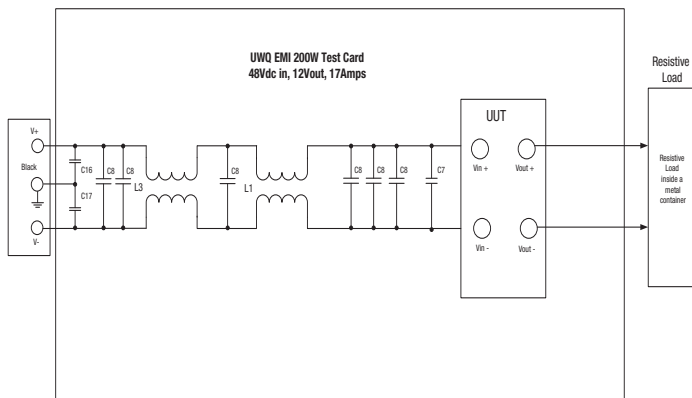 UWQ EMI 200W Test Card
48Vdc in, 12Vout, 17Amps
Resistive
Load
UUT
V+
Black
V-
C16
C17
C8
C8
L3
C8
L1
C8
C8
C8
C7
Vin +
Vout +
Vin -
Vout -
Resistive
Load
inside a
metal
container